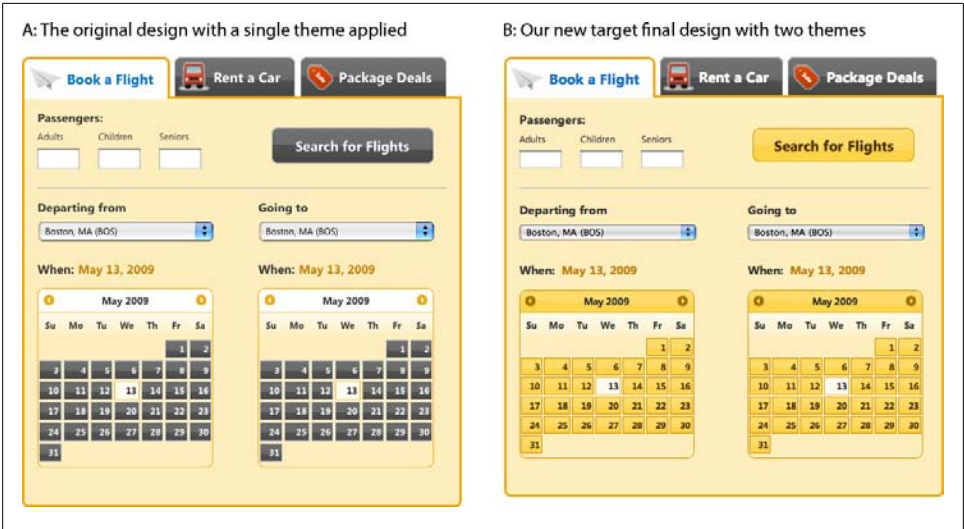 A: The original design with a single theme applied
Book a Flight Rent a Car Package Deals
Passengers:
Adults Children Seniors
Search for Flights
Departing from Going to
Boston, MA (BOS) Boston, MA (BOS)
When: May 13, 2009 When: May 13, 2009
May 2009 May 2009
Su Mo Tu We Th Fr Sa Su Mo Tu We Th Fr Sa
1 2 1 2
3 4 5 6 7 8 9 3 4 5 6 7 8 9
10 11 12 13 14 15 16 10 11 12 13 14 15 16
17 18 19 20 21 22 23 17 18 19 20 21 22 23
24 25 26 27 28 29 30 24 25 26 27 28 29 30
31 31
B: Our new target final design with two themes
Book a Flight Rent a Car Package Deals
Passengers:
Adults Children Seniors
Search for Flights
Departing from Going to
Boston, MA (BOS) Boston, MA (BOS)
When: May 13, 2009 When: May 13, 2009
May 2009 May 2009
Su Mo Tu We Th Fr Sa Su Mo Tu We Th Fr Sa
1 2 1 2
3 4 5 6 7 8 9 3 4 5 6 7 8 9
10 11 12 13 14 15 16 10 11 12 13 14 15 16
17 18 19 20 21 22 23 17 18 19 20 21 22 23
24 25 26 27 28 29 30 24 25 26 27 28 29 30
31 31